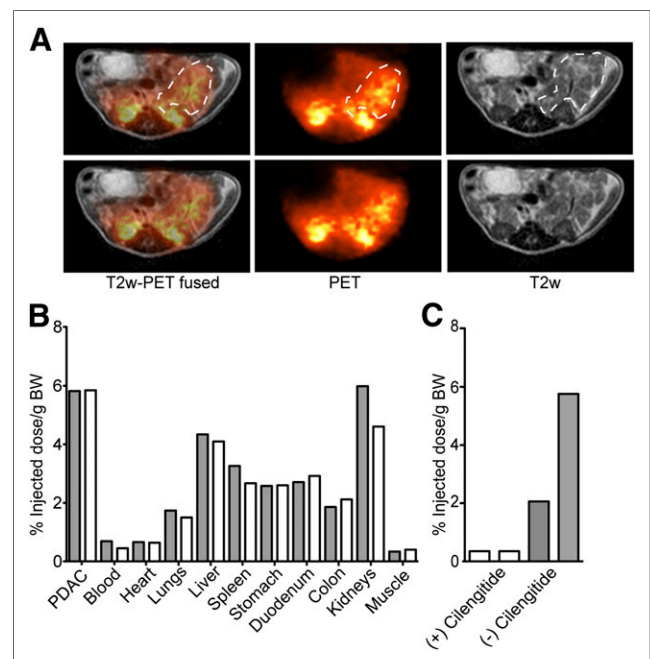 A
T2w-PET fused PET T2w
B
C
% Injected dose/g BW
8
6
4
2
0
PDAC
Blood
Heart
Lungs
Liver
Spleen
Stomach
Duodenum
Colon
Kidneys
Muscle
% Injected dose/g BW
8
6
4
2
0
(+) Cilengitide
(-) Cilengitide